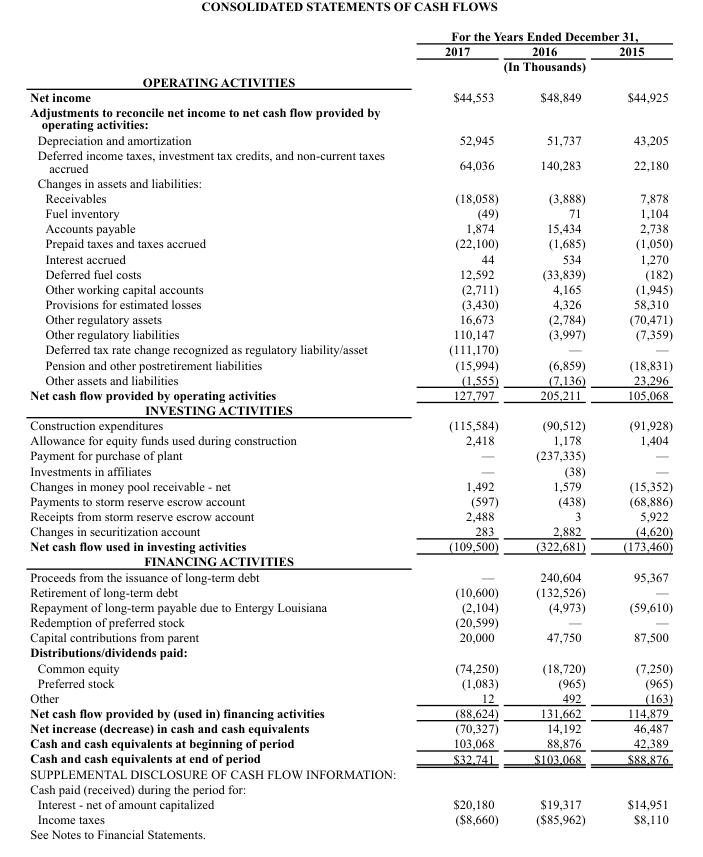 CONSOLIDATED STATEMENTS OF CASH FLOWS
For the Years Ended December 31,
2017 2016 2015
(In Thousands)
OPERATING ACTIVITIES
Net income $44,553 $48,849 $44,925
Adjustments to reconcile net income to net cash flow provided by
operating activities:
Depreciation and amortization 52,945 51,737 43,205
Deferred income taxes, investment tax credits, and non-current taxes
accrued 64,036 140,283 22,180
Changes in assets and liabilities:
Receivables (18,058) (3,888) 7,878
Fuel inventory (49) 71 1,104
Accounts payable 1,874 15,434 2,738
Prepaid taxes and taxes accrued (22,100) (1,685) (1,050)
Interest accrued 44 534 1,270
Deferred fuel costs 12,592 (33,839) (182)
Other working capital accounts (2,711) 4,165 (1,945)
Provisions for estimated losses (3,430) 4,326 58,310
Other regulatory assets 16,673 (2,784) (70,471)
Other regulatory liabilities 110,147 (3,997) (7,359)
Deferred tax rate change recognized as regulatory liability/asset (111,170) — —
Pension and other postretirement liabilities (15,994) (6,859) (18,831)
Other assets and liabilities (1,555) (7,136) 23,296
Net cash flow provided by operating activities 127,797 205,211 105,068
INVESTING ACTIVITIES
Construction expenditures (115,584) (90,512) (91,928)
Allowance for equity funds used during construction 2,418 1,178 1,404
Payment for purchase of plant — (237,335) —
Investments in affiliates — (38) —
Changes in money pool receivable - net 1,492 1,579 (15,352)
Payments to storm reserve escrow account (597) (438) (68,886)
Receipts from storm reserve escrow account 2,488 3 5,922
Changes in securitization account 283 2,882 (4,620)
Net cash flow used in investing activities (109,500) (322,681) (173,460)
FINANCING ACTIVITIES
Proceeds from the issuance of long-term debt — 240,604 95,367
Retirement of long-term debt (10,600) (132,526) —
Repayment of long-term payable due to Entergy Louisiana (2,104) (4,973) (59,610)
Redemption of preferred stock (20,599) — —
Capital contributions from parent 20,000 47,750 87,500
Distributions/dividends paid:
Common equity (74,250) (18,720) (7,250)
Preferred stock (1,083) (965) (965)
Other 12 492 (163)
Net cash flow provided by (used in) financing activities (88,624) 131,662 114,879
Net increase (decrease) in cash and cash equivalents (70,327) 14,192 46,487
Cash and cash equivalents at beginning of period 103,068 88,876 42,389
Cash and cash equivalents at end of period $32,741 $103,068 $88,876
SUPPLEMENTAL DISCLOSURE OF CASH FLOW INFORMATION:
Cash paid (received) during the period for:
Interest - net of amount capitalized $20,180 $19,317 $14,951
Income taxes ($8,660) ($85,962) $8,110
See Notes to Financial Statements.